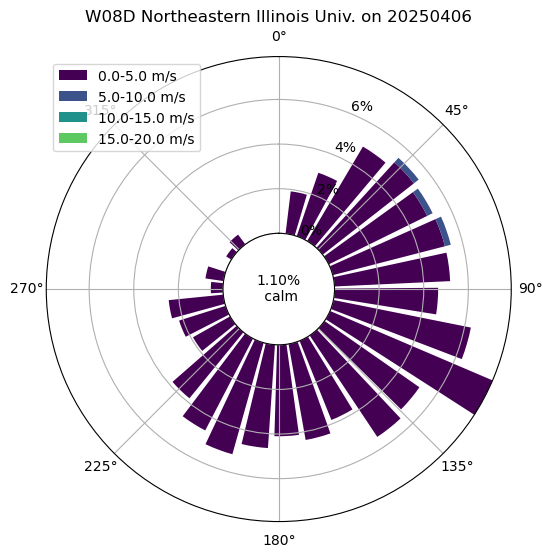 W08D Northeastern Illinois Univ. on 20250406
0°
0.0-5.0 m/s
5.0-10.0 m/s
10.0-15.0 m/s
15.0-20.0 m/s
315°
45°
6%
4%
2%
0%
270°
1.10%
calm
90°
225°
135°
180°